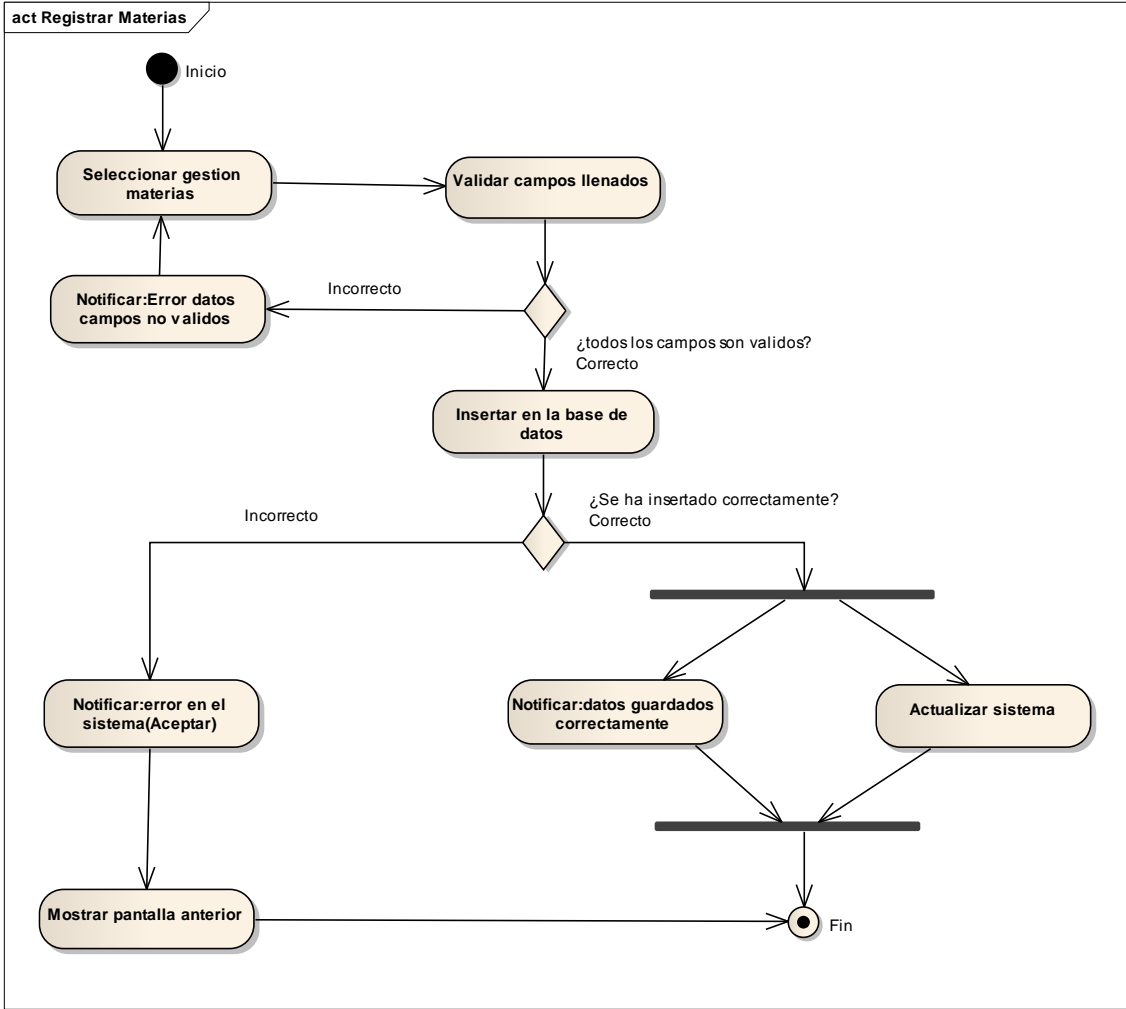 act Registrar Materias
Inicio
Seleccionar gestion
materias
Validar campos llenados
Notificar:Error datos
campos no validos
Incorrecto
¿todos los campos son validos?
Correcto
Insertar en la base de
datos
Incorrecto
¿Se ha insertado correctamente?
Correcto
Notificar:error en el
sistema(Aceptar)
Notificar:datos guardados
correctamente
Actualizar sistema
Mostrar pantalla anterior
Fin